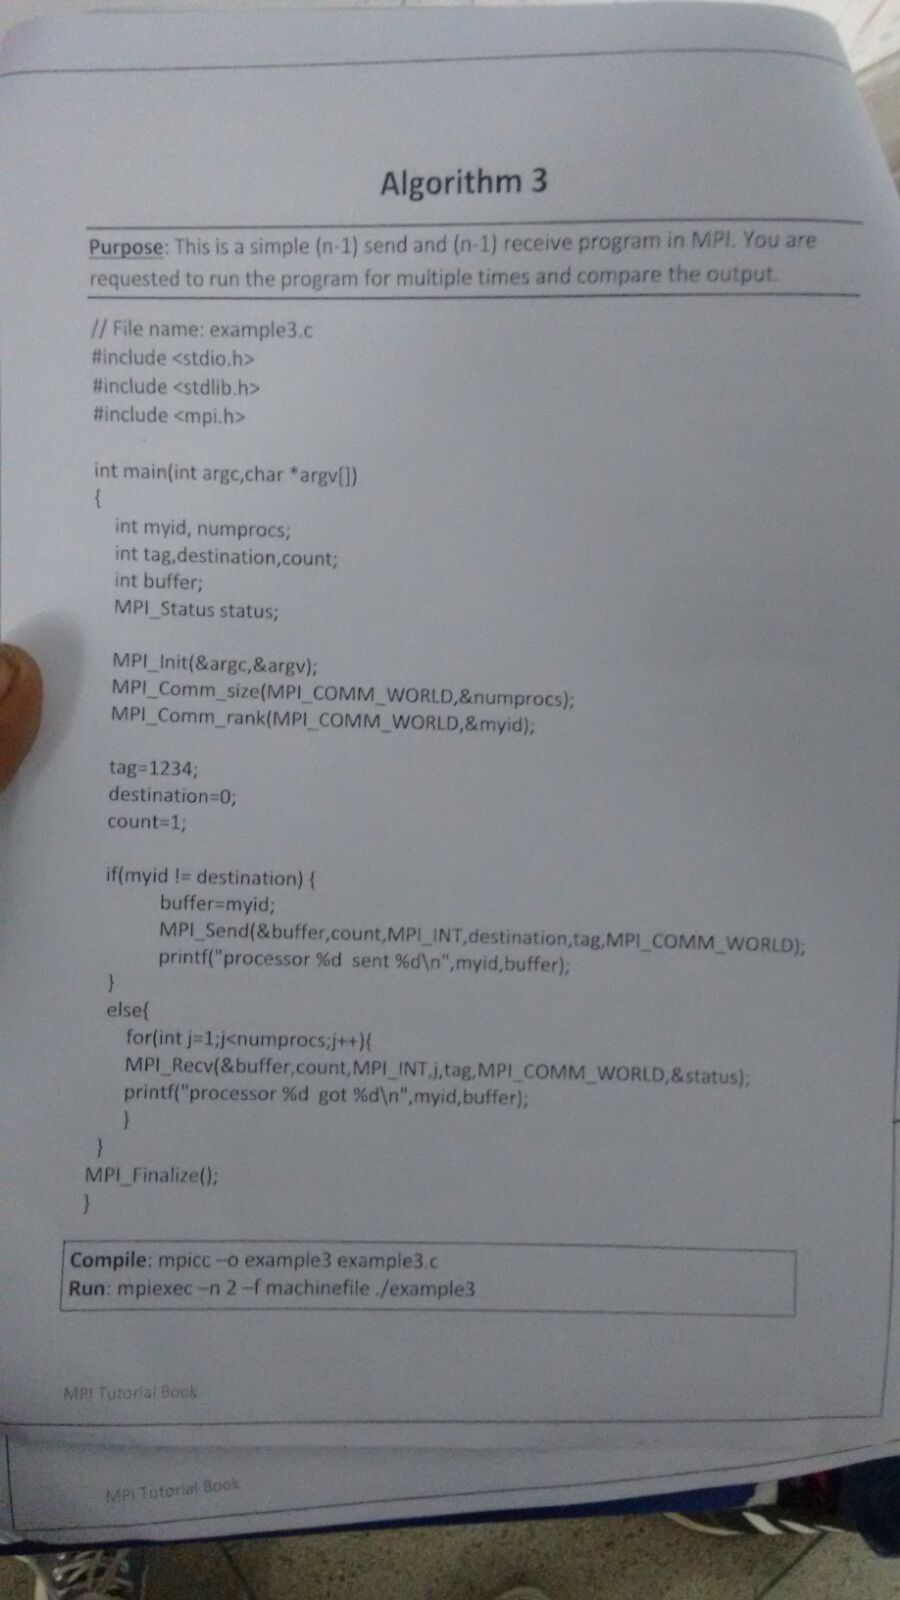 Algorithm 3
Purpose: This is a simple (n-1) send and (n-1) receive program in MPI. You are
requested to run the program for multiple times and compare the output.
// File name: example3.c
#include <stdio.h>
#include <stdlib.h>
#include <mpi.h>
int main(int argc,char *argv[])
{
int myid, numprocs;
int tag,destination,count;
int buffer;
MPI_Status status;
MPI_Init(&argc,&argv);
MPI_Comm_size(MPI_COMM_WORLD,&numprocs);
MPI_Comm_rank(MPI_COMM_WORLD,&myid);
tag=1234;
destination=0;
count=1;
if(myid != destination) {
buffer=myid;
MPI_Send(&buffer,count,MPI_INT,destination,tag,MPI_COMM_WORLD);
printf("processor %d  sent %d\n",myid,buffer);
}
else{
for(int j=1;j<numprocs;j++){
MPI_Recv(&buffer,count,MPI_INT,j,tag,MPI_COMM_WORLD,&status);
printf("processor %d  got %d\n",myid,buffer);
}
}
MPI_Finalize();
}
Compile: mpicc –o example3 example3.c
Run: mpiexec –n 2 –f machinefile ./example3
MPI Tutorial Book
MPI Tutorial Book